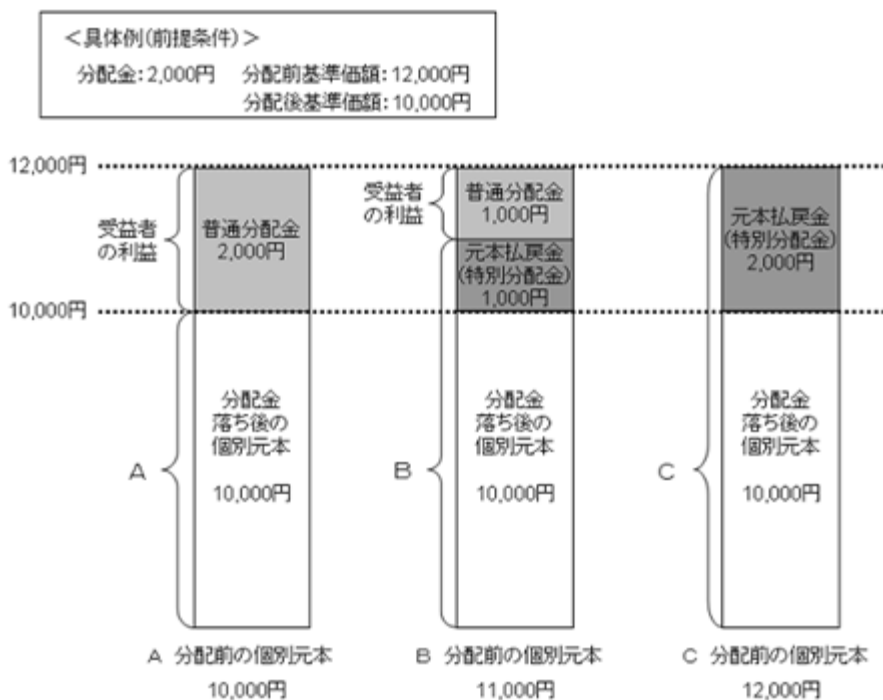 ＜具体例(前提条件)＞
分配金：2,000円　分配前基準価額：12,000円
分配後基準価額：10,000円
12,000円
10,000円
受益者
の利益
普通分配金
2,000円
分配金
落ち後の
個別元本
10,000円
A
A 分配前の個別元本
10,000円
受益者
の利益
普通分配金
1,000円
元本払戻金
(特別分配金)
1,000円
分配金
落ち後の
個別元本
10,000円
B
B 分配前の個別元本
11,000円
元本払戻金
(特別分配金)
2,000円
分配金
落ち後の
個別元本
10,000円
C
C 分配前の個別元本
12,000円